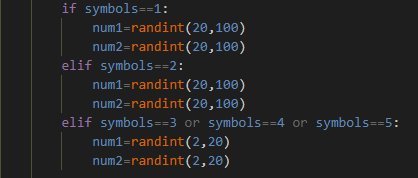 if symbols==1:
    num1=randint(20,100)
    num2=randint(20,100)
elif symbols==2:
    num1=randint(20,100)
    num2=randint(20,100)
elif symbols==3 or symbols==4 or symbols==5:
    num1=randint(2,20)
    num2=randint(2,20)